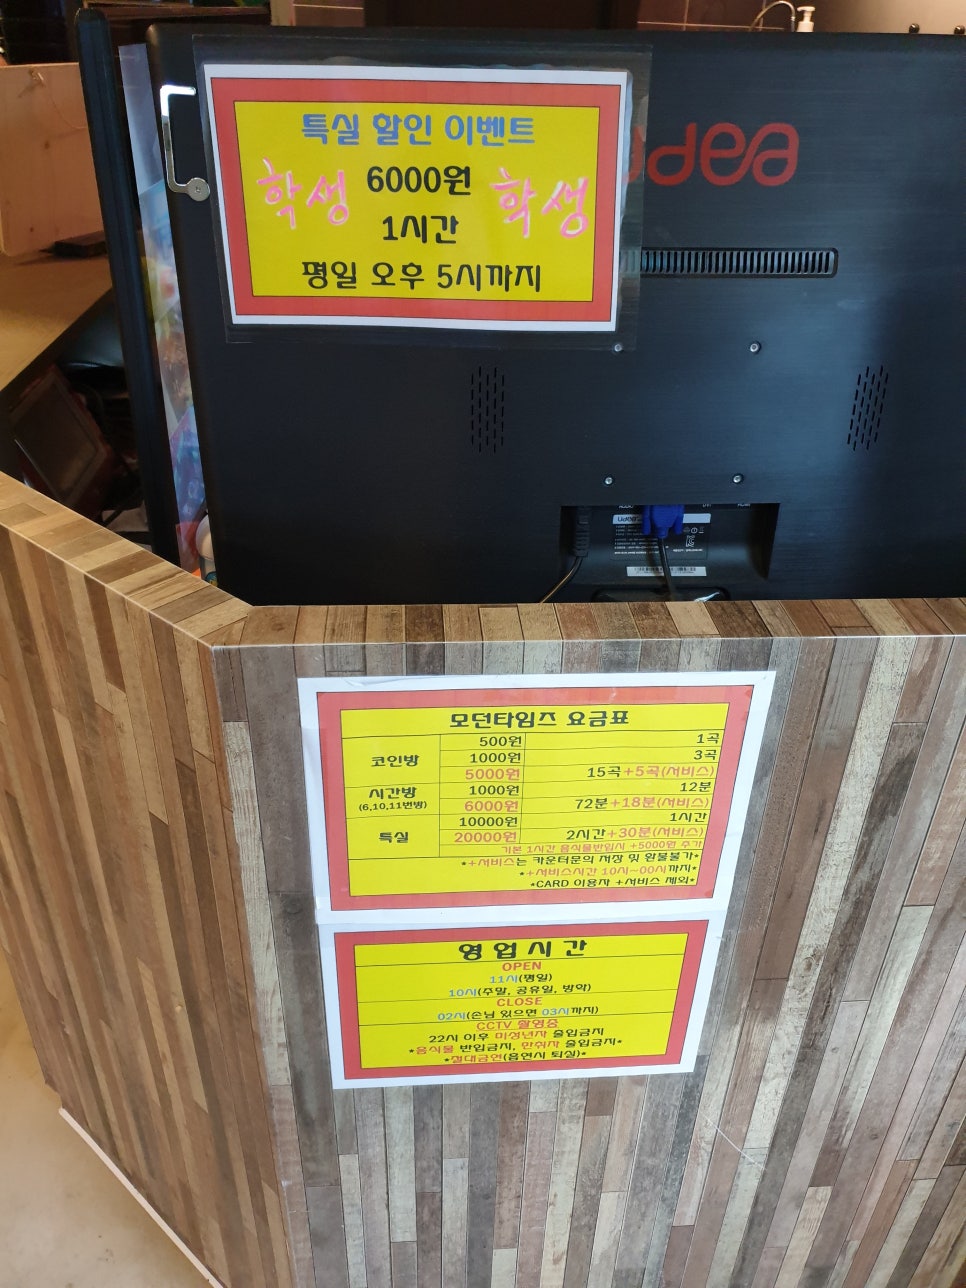 특실 할인 이벤트
학생 6000원 학생
1시간
평일 오후 5시까지
모던타임즈 요금표
코인방
500원 1곡
1000원 3곡
5000원 15곡+5곡(서비스)
시간방
(6,10,11번방)
1000원 12분
6000원 72분+18분(서비스)
특실
10000원 1시간
20000원 2시간+30분(서비스)
기본 1시간 음식물반입시 +5000원 추가
*+서비스는 카운터문의 저장 및 환불불가*
*+서비스시간 10시~00시까지*
*CARD 이용자 +서비스 제외*
영업시간
OPEN
11시(평일)
10시(주말, 공휴일, 방학)
CLOSE
02시(손님 있으면 03시까지)
CCTV 촬영중
22시 이후 미성년자 출입금지
*음식물 반입금지, 만취자 출입금지*
*절대금연(흡연시 퇴실)*